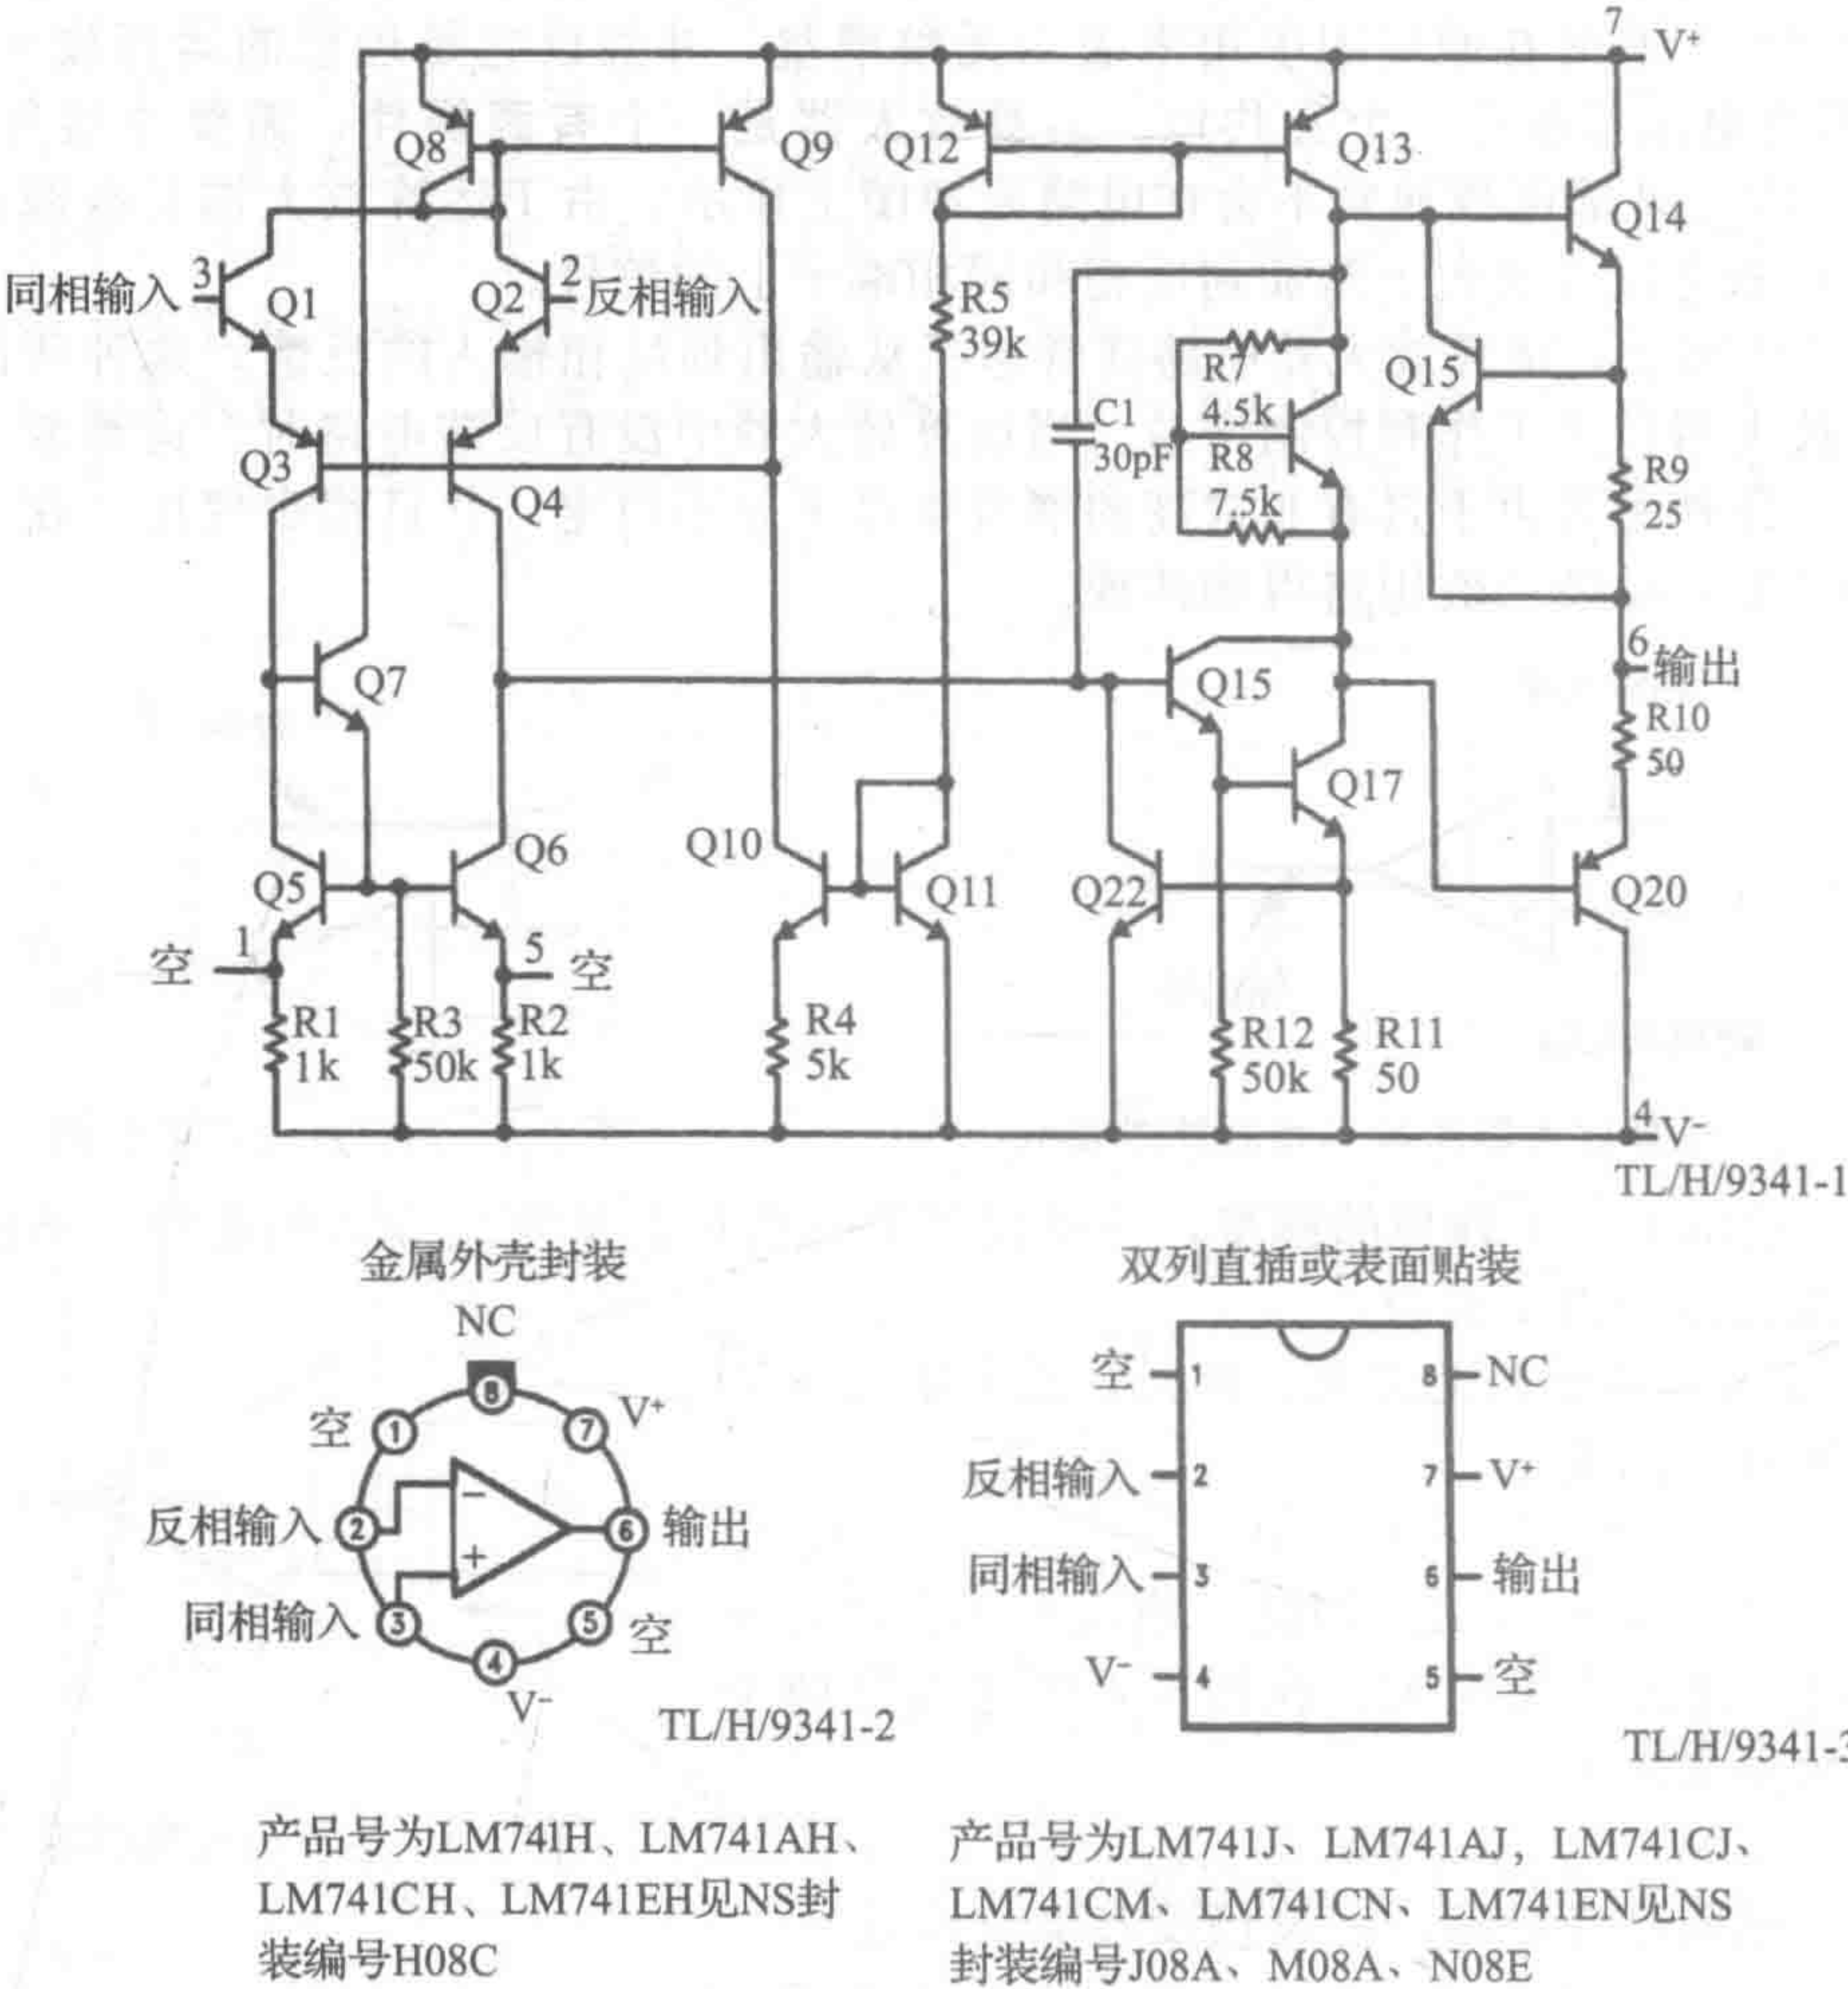 7
V⁺
Q8
Q9
Q12
Q13
Q14
同相输入
3
Q1
Q2
2
反相输入
R5
39k
R7
4.5k
Q15
C1
30pF
R8
7.5k
Q3
Q4
R9
25
6
输出
Q7
Q15
R10
50
Q17
Q6
Q10
Q5
Q11
Q22
Q20
空
1
5
空
R1
1k
R3
50k
R2
1k
R4
5k
R12
50k
R11
50
4
V⁻
TL/H/9341-1
金属外壳封装
NC
8
空
1
7
V⁺
反相输入
2
−
+
6
输出
同相输入
3
5
空
4
V⁻
TL/H/9341-2
双列直插或表面贴装
空
1
8
NC
反相输入
2
7
V⁺
同相输入
3
6
输出
V⁻
4
5
空
TL/H/9341-3
产品号为LM741H、LM741AH、
LM741CH、LM741EH见NS封
装编号H08C
产品号为LM741J、LM741AJ，LM741CJ、
LM741CM、LM741CN、LM741EN见NS
封装编号J08A、M08A、N08E